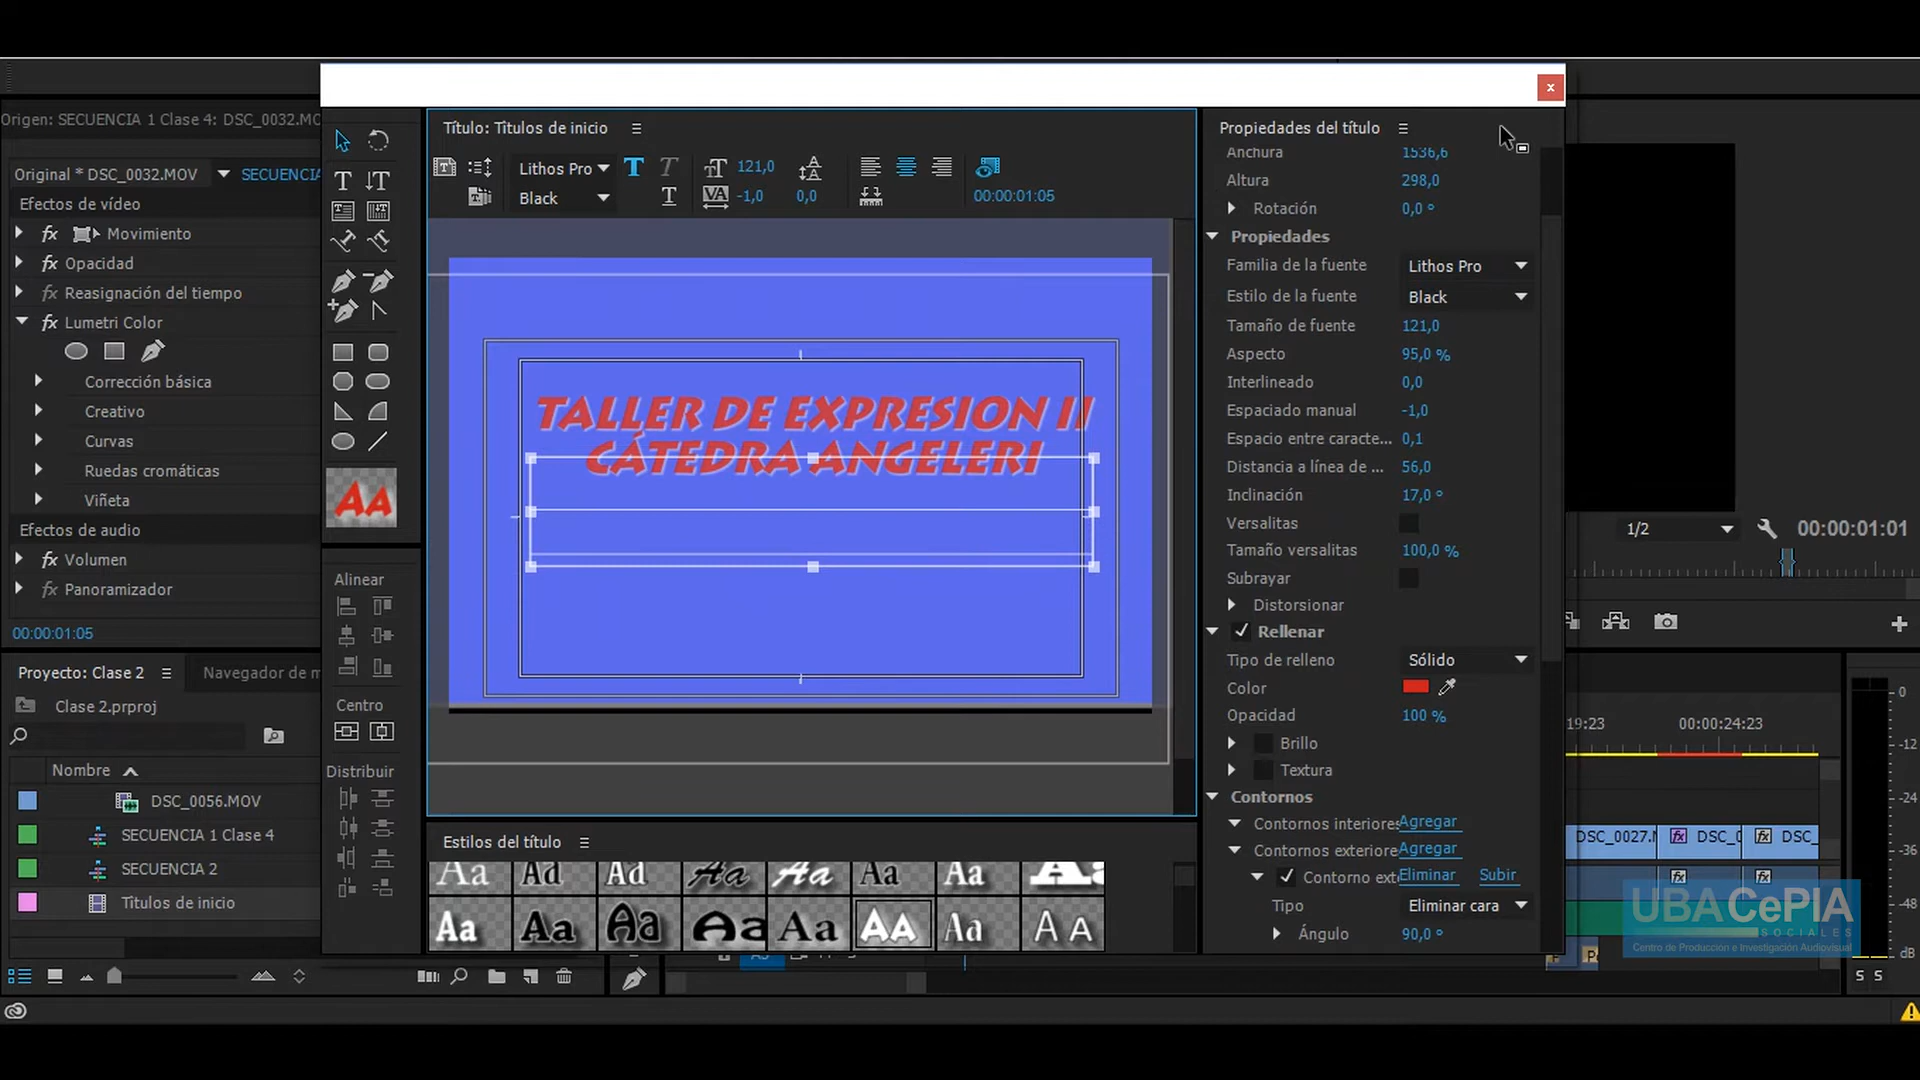 Origen: SECUENCIA 1 Clase 4: DSC_0032.MO
Original * DSC_0032.MOV
SECUENCIA
Efectos de vídeo
fx Movimiento
fx Opacidad
fx Reasignación del tiempo
fx Lumetri Color
Corrección básica
Creativo
Curvas
Ruedas cromáticas
Viñeta
Efectos de audio
fx Volumen
fx Panoramizador
00:00:01:05
Proyecto: Clase 2
Navegador de m
Clase 2.prproj
Nombre
DSC_0056.MOV
SECUENCIA 1 Clase 4
SECUENCIA 2
Títulos de inicio
AA
Alinear
Centro
Distribuir
Título: Títulos de inicio
Lithos Pro
Black
121,0
-1,0
0,0
00:00:01:05
TALLER DE EXPRESION II
CÁTEDRA ANGELERI
Estilos del título
Aa Aa Aa Aa Aa Aa Aa
Aa Aa Aa Aa Aa AA Aa AA
Propiedades del título
Anchura 1536,6
Altura 298,0
Rotación 0,0 °
Propiedades
Familia de la fuente Lithos Pro
Estilo de la fuente Black
Tamaño de fuente 121,0
Aspecto 95,0 %
Interlineado 0,0
Espaciado manual -1,0
Espacio entre caracte... 0,1
Distancia a línea de ... 56,0
Inclinación 17,0 °
Versalitas
Tamaño versalitas 100,0 %
Subrayar
Distorsionar
Rellenar
Tipo de relleno Sólido
Color
Opacidad 100 %
Brillo
Textura
Contornos
Contornos interiores Agregar
Contornos exteriore Agregar
Contorno ext Eliminar Subir
Tipo Eliminar cara
Ángulo 90,0 °
1/2
00:00:01:01
19:23
00:00:24:23
DSC_0027.M
fx DSC_0
fx DSC_
fx
fx
UBA CePIA
SOCIALES
Centro de Producción e Investigación Audiovisual
0
-12
-24
-36
-48
dB
S S